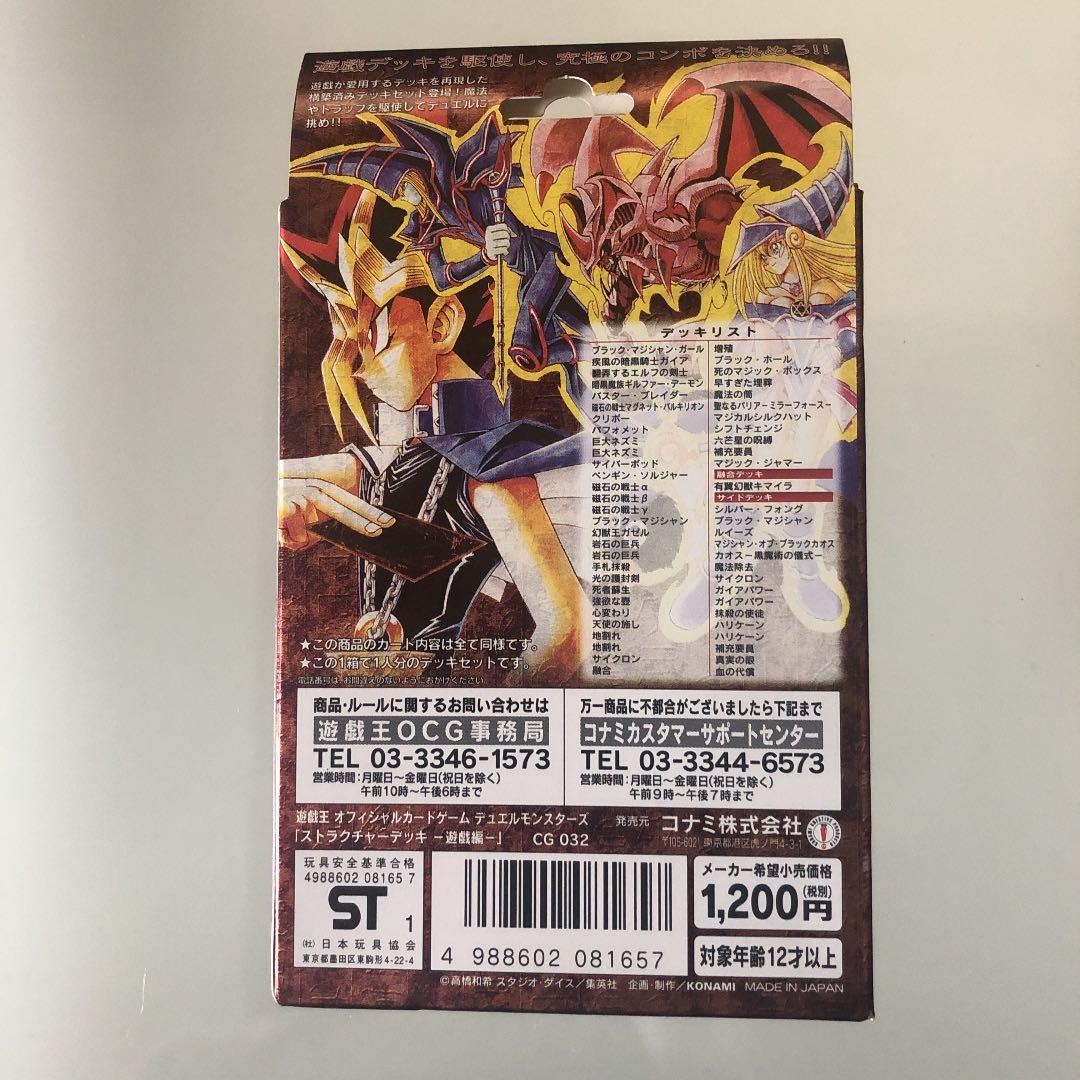 遊戯デッキを駆使し、究極のコンボを決めろ!!
遊戯が愛用するデッキを再現した
構築済みデッキセット登場！魔法
やトラップを駆使してデュエルに
挑め!!
デッキリスト
ブラック・マジシャン・ガール
疾風の暗黒騎士ガイア
翻弄するエルフの剣士
暗黒魔族ギルファー・デーモン
バスター・ブレイダー
磁石の戦士マグネット・バルキリオン
クリボー
バフォメット
巨大ネズミ
巨大ネズミ
サイバーポッド
ペンギン・ソルジャー
磁石の戦士α
磁石の戦士β
磁石の戦士γ
ブラック・マジシャン
幻獣王ガゼル
岩石の巨兵
岩石の巨兵
手札抹殺
光の護封剣
死者蘇生
強欲な壺
心変わり
天使の施し
地割れ
地割れ
サイクロン
融合
増殖
ブラック・ホール
死のマジック・ボックス
早すぎた埋葬
魔法の筒
聖なるバリアーミラーフォースー
マジカルシルクハット
シフトチェンジ
六芒星の呪縛
補充要員
マジック・ジャマー
融合デッキ
有翼幻獣キマイラ
サイドデッキ
シルバー・フォング
ブラック・マジシャン
ルイーズ
マジシャン・オブ・ブラックカオス
カオスー黒魔術の儀式ー
魔法除去
サイクロン
ガイアパワー
ガイアパワー
抹殺の使徒
ハリケーン
ハリケーン
補充要員
真実の眼
血の代償
★この商品のカード内容は全て同様です。
★この1箱で1人分のデッキセットです。
電話番号は、お間違えのないようにおかけください。
商品・ルールに関するお問い合わせは
遊戯王OCG事務局
TEL 03-3346-1573
営業時間：月曜日〜金曜日(祝日を除く)
午前10時〜午後6時まで
万一商品に不都合がございましたら下記まで
コナミカスタマーサポートセンター
TEL 03-3344-6573
営業時間：月曜日〜金曜日(祝日を除く)
午前9時〜午後7時まで
遊戯王 オフィシャルカードゲーム デュエルモンスターズ
「ストラクチャーデッキ ー遊戯編ー」 CG 032
発売元 コナミ株式会社
〒105-6021 東京都港区虎ノ門4-3-1
玩具安全基準合格
4988602 08165 7
ST 1
(社) 日本玩具協会
東京都墨田区東駒形4-22-4
4 988602 081657
メーカー希望小売価格
1,200円(税別)
対象年齢12才以上
©高橋和希 スタジオ・ダイス／集英社 企画・制作／KONAMI MADE IN JAPAN